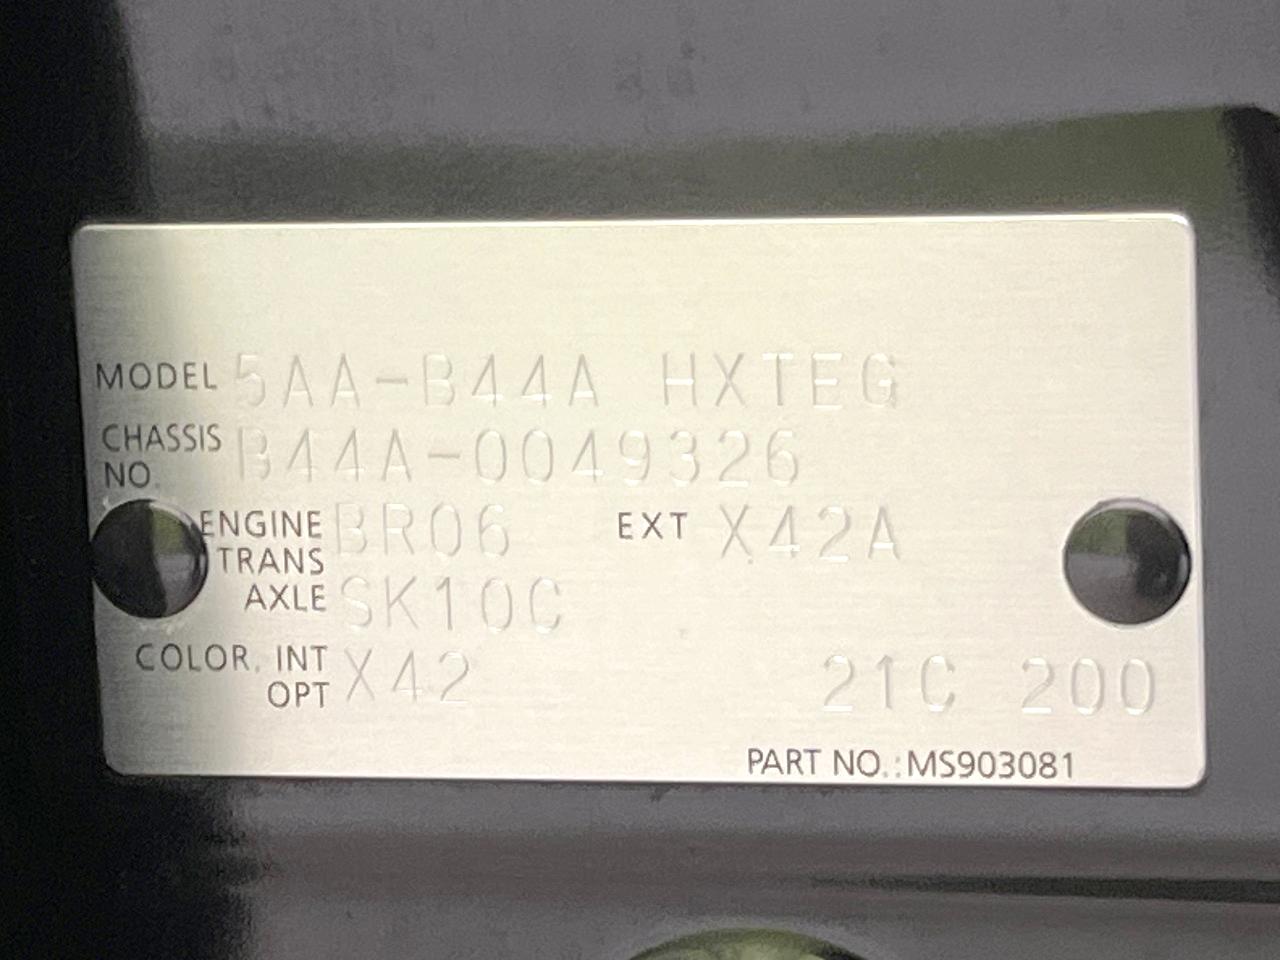 MODEL 5AA-B44A HXTEG
CHASSIS NO. B44A-0049326
ENGINE BR06 EXT X42A
TRANS AXLE SK10C
COLOR, INT X42
OPT 21C 200
PART NO.:MS903081